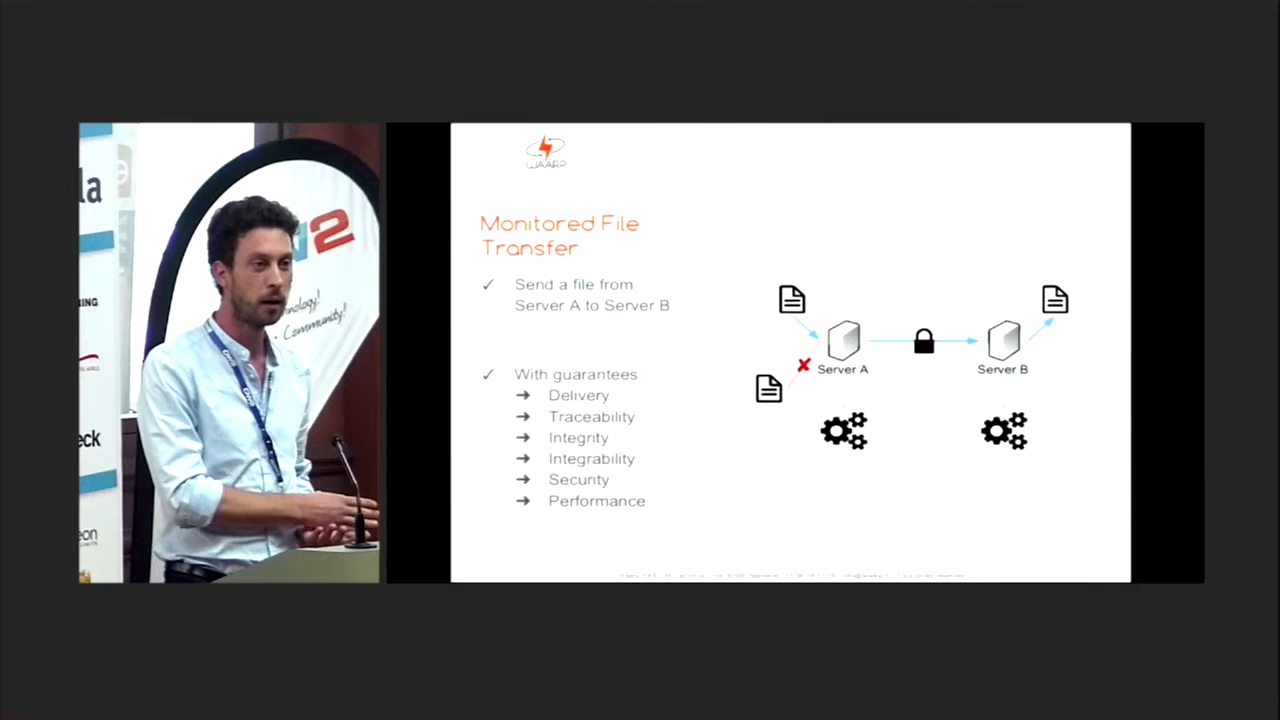 la
RING
eck
eon
2
nology!
Community!
WAARP
Monitored File
Transfer
✓ Send a file from
Server A to Server B
✓ With guarantees:
➔ Delivery
➔ Traceability
➔ Integrity
➔ Integrability
➔ Security
➔ Performance
Server A
Server B